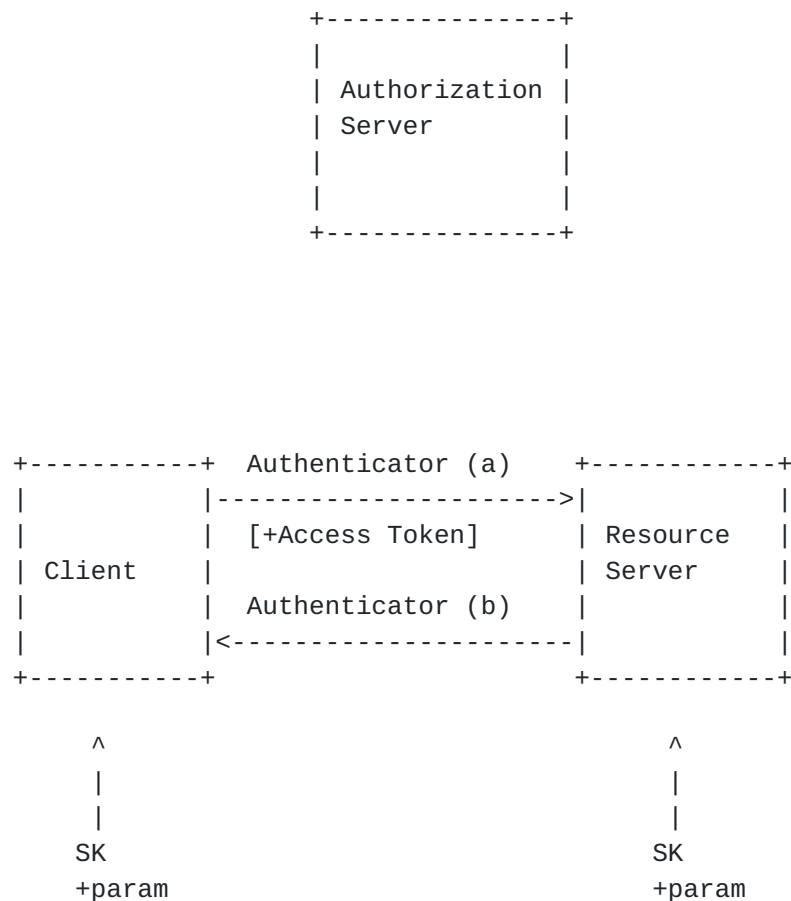 Authorization
Server
Authenticator (a)
[+Access Token]
Resource
Client
Server
Authenticator (b)
SK
SK
+param
+param